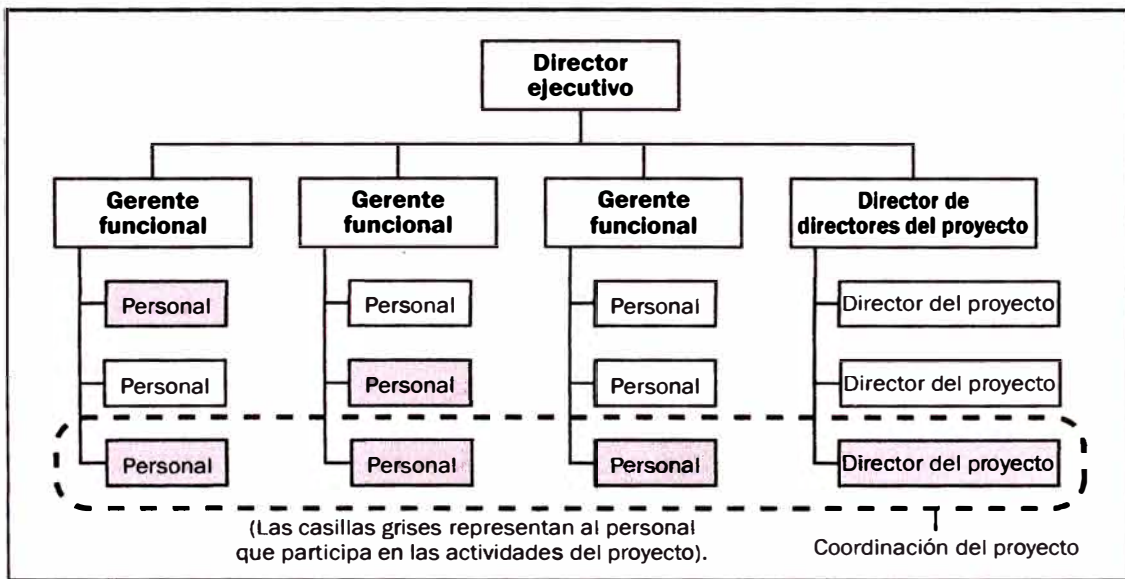 Director
ejecutivo
Gerente
funcional
Gerente
funcional
Gerente
funcional
Director de
directores del proyecto
Personal
Personal
Personal
Director del proyecto
Personal
Personal
Personal
Director del proyecto
Personal
Personal
Personal
Director del proyecto
(Las casillas grises representan al personal
que participa en las actividades del proyecto).
Coordinación del proyecto